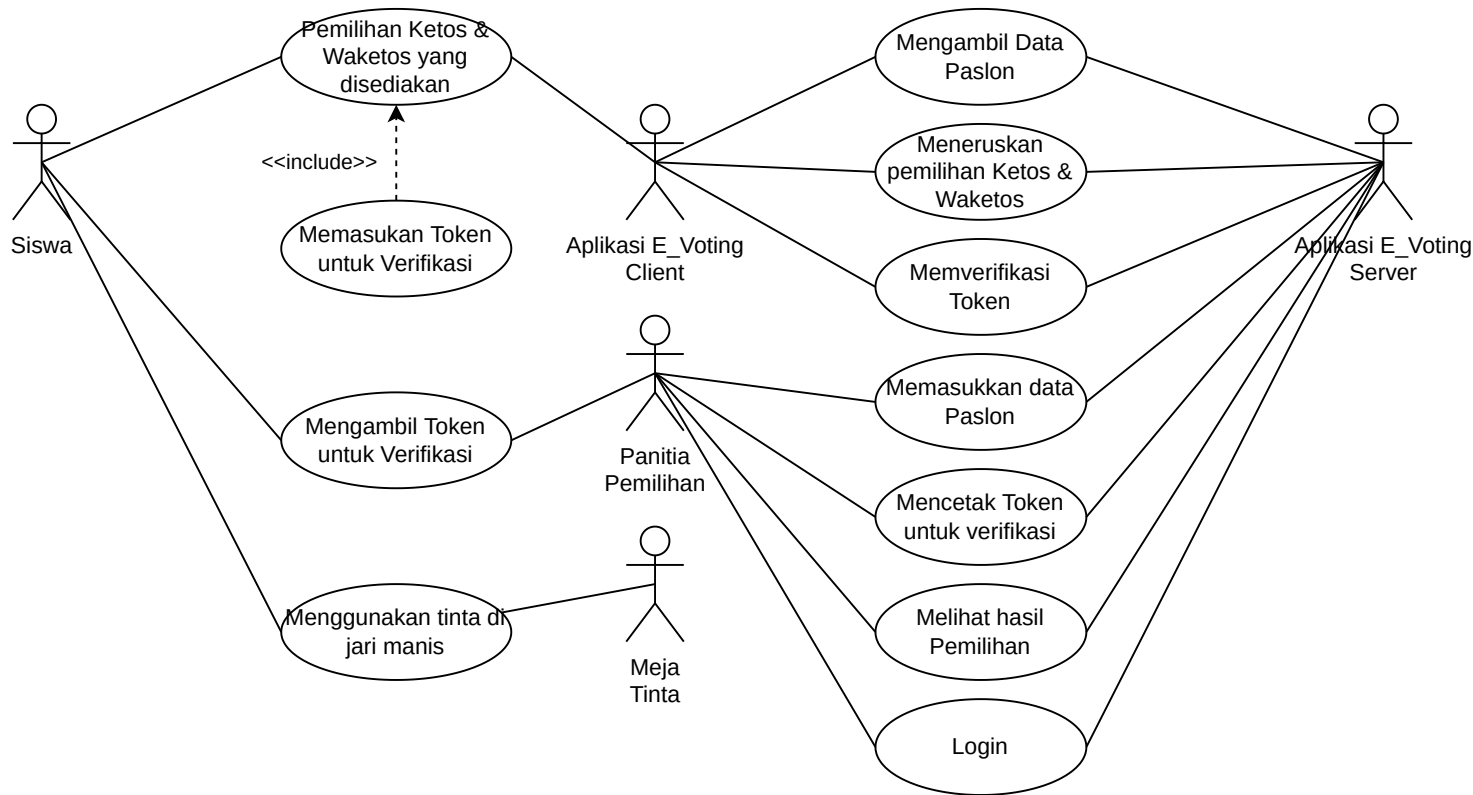 Pemilihan Ketos &
Waketos yang
disediakan
Mengambil Data
Paslon
<<include>>
Meneruskan
pemilihan Ketos &
Waketos
Siswa
Memasukan Token
untuk Verifikasi
Aplikasi E_Voting
Client
Memverifikasi
Token
Aplikasi E_Voting
Server
Memasukkan data
Paslon
Mengambil Token
untuk Verifikasi
Panitia
Pemilihan
Mencetak Token
untuk verifikasi
Menggunakan tinta di
jari manis
Meja
Tinta
Melihat hasil
Pemilihan
Login